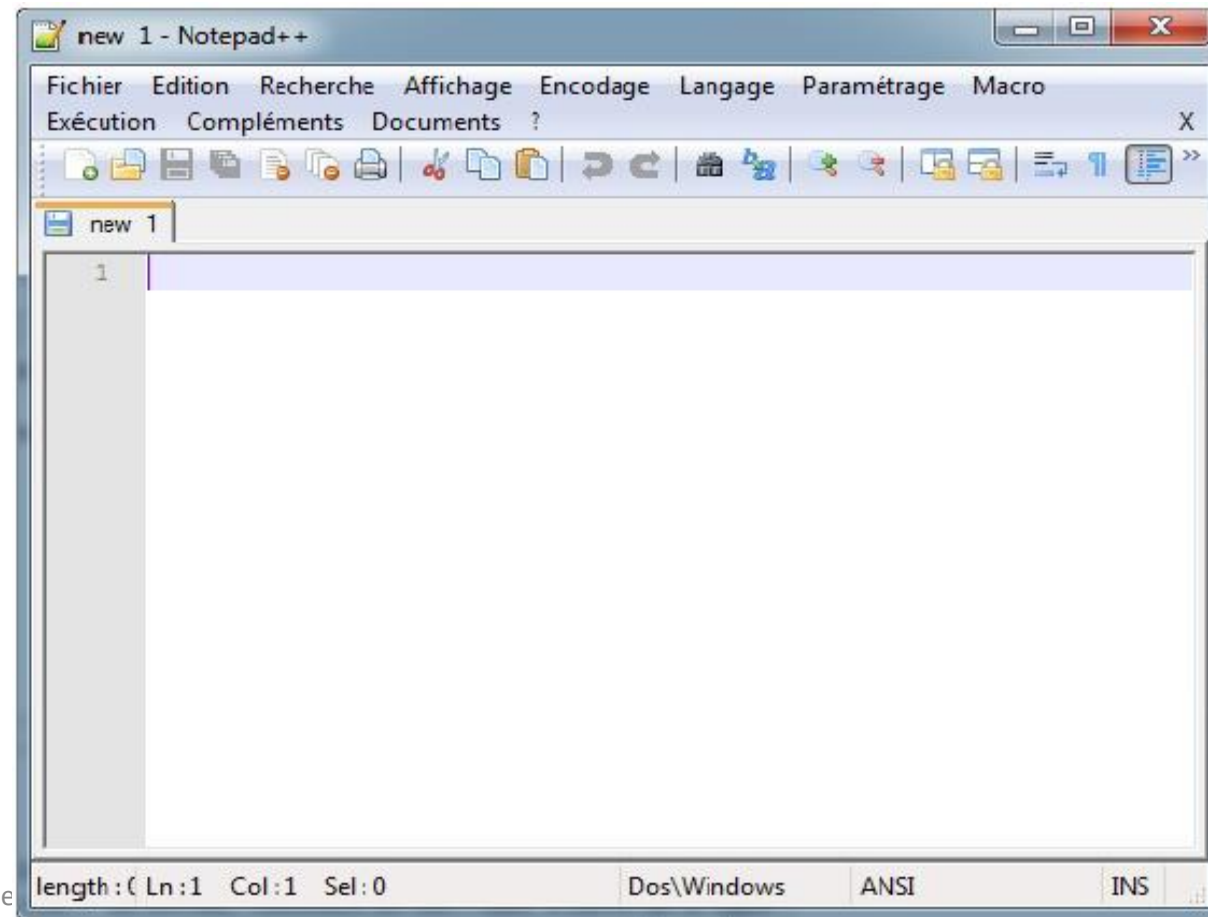 new 1 - Notepad++
Fichier Edition Recherche Affichage Encodage Langage Paramétrage Macro
Exécution Compléments Documents ? X
new 1
1
length : Ln : 1 Col : 1 Sel : 0 Dos\Windows ANSI INS